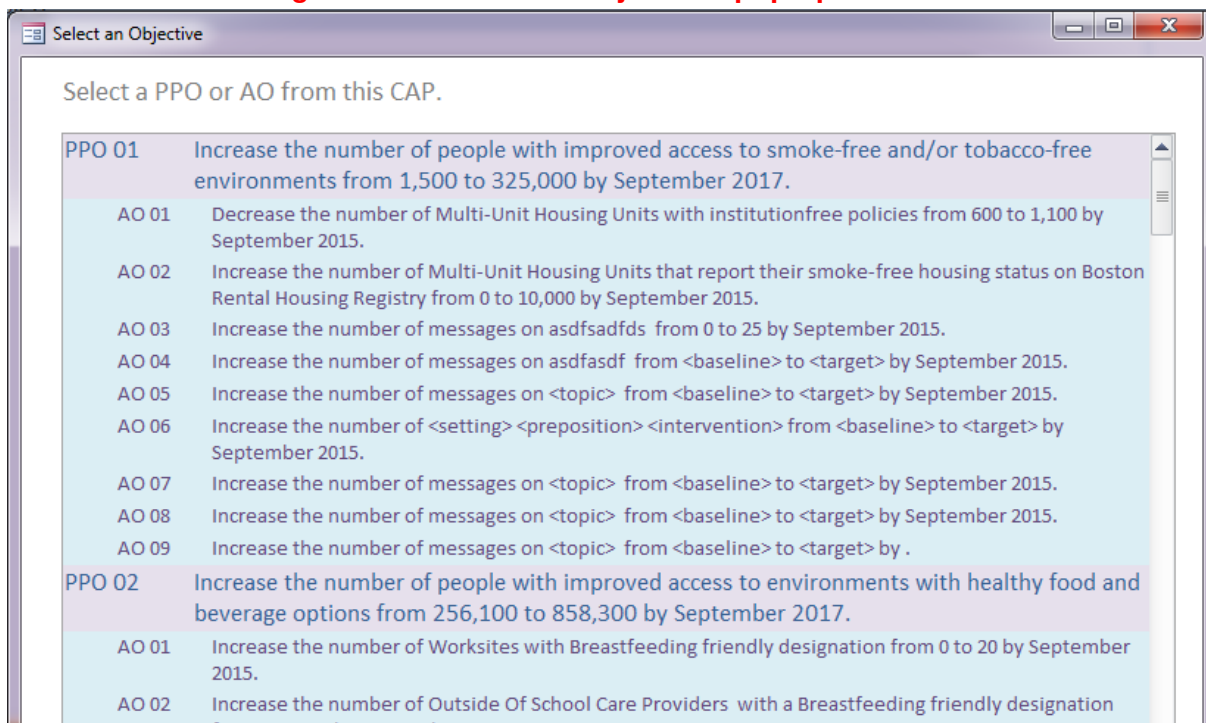 Select an Objective
Select a PPO or AO from this CAP.
PPO 01 Increase the number of people with improved access to smoke-free and/or tobacco-free
environments from 1,500 to 325,000 by September 2017.
AO 01 Decrease the number of Multi-Unit Housing Units with institutionfree policies from 600 to 1,100 by
September 2015.
AO 02 Increase the number of Multi-Unit Housing Units that report their smoke-free housing status on Boston
Rental Housing Registry from 0 to 10,000 by September 2015.
AO 03 Increase the number of messages on asdfsadfds from 0 to 25 by September 2015.
AO 04 Increase the number of messages on asdfasdf from <baseline> to <target> by September 2015.
AO 05 Increase the number of messages on <topic> from <baseline> to <target> by September 2015.
AO 06 Increase the number of <setting> <preposition> <intervention> from <baseline> to <target> by
September 2015.
AO 07 Increase the number of messages on <topic> from <baseline> to <target> by September 2015.
AO 08 Increase the number of messages on <topic> from <baseline> to <target> by September 2015.
AO 09 Increase the number of messages on <topic> from <baseline> to <target> by .
PPO 02 Increase the number of people with improved access to environments with healthy food and
beverage options from 256,100 to 858,300 by September 2017.
AO 01 Increase the number of Worksites with Breastfeeding friendly designation from 0 to 20 by September
2015.
AO 02 Increase the number of Outside Of School Care Providers with a Breastfeeding friendly designation